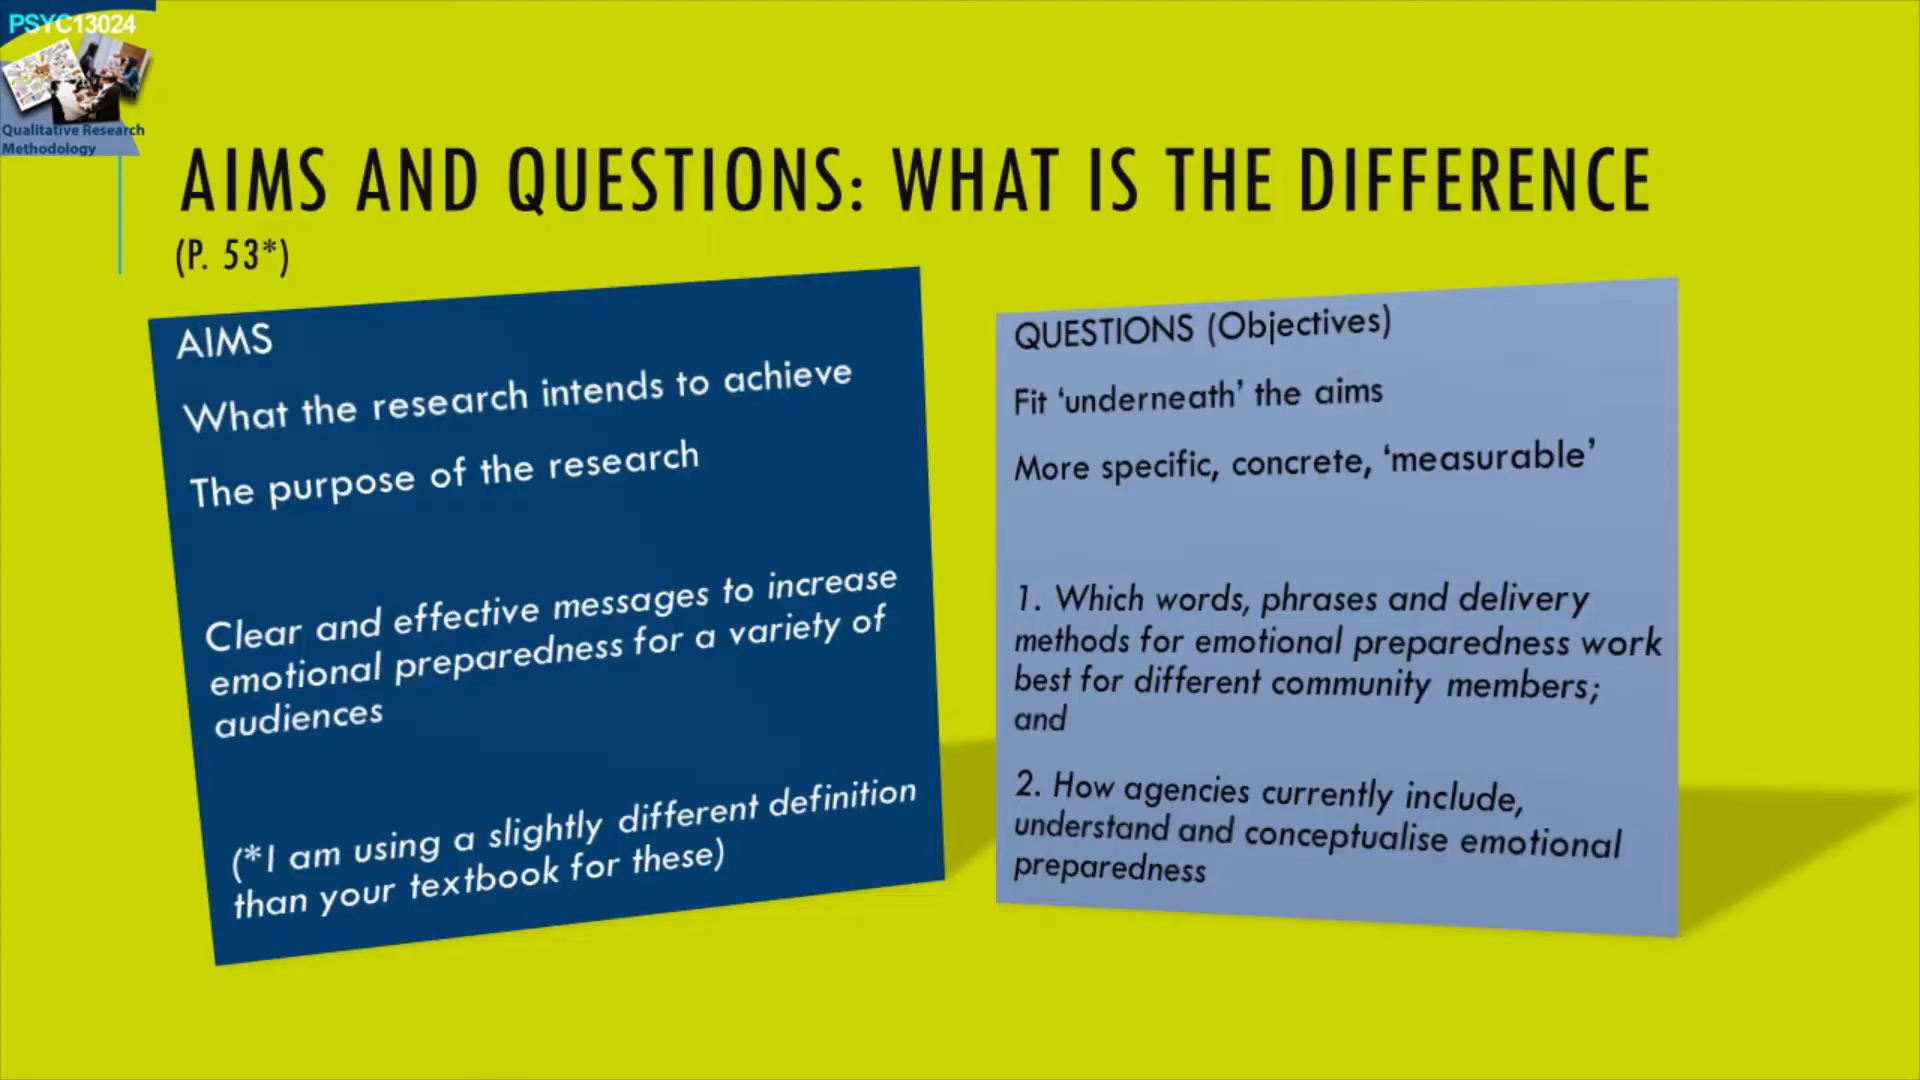 PSYC13024
Qualitative Research
Methodology
AIMS AND QUESTIONS: WHAT IS THE DIFFERENCE
(P. 53*)
AIMS
What the research intends to achieve
The purpose of the research
Clear and effective messages to increase
emotional preparedness for a variety of
audiences
(*I am using a slightly different definition
than your textbook for these)
QUESTIONS (Objectives)
Fit ‘underneath’ the aims
More specific, concrete, ‘measurable’
1. Which words, phrases and delivery
methods for emotional preparedness work
best for different community members;
and
2. How agencies currently include,
understand and conceptualise emotional
preparedness